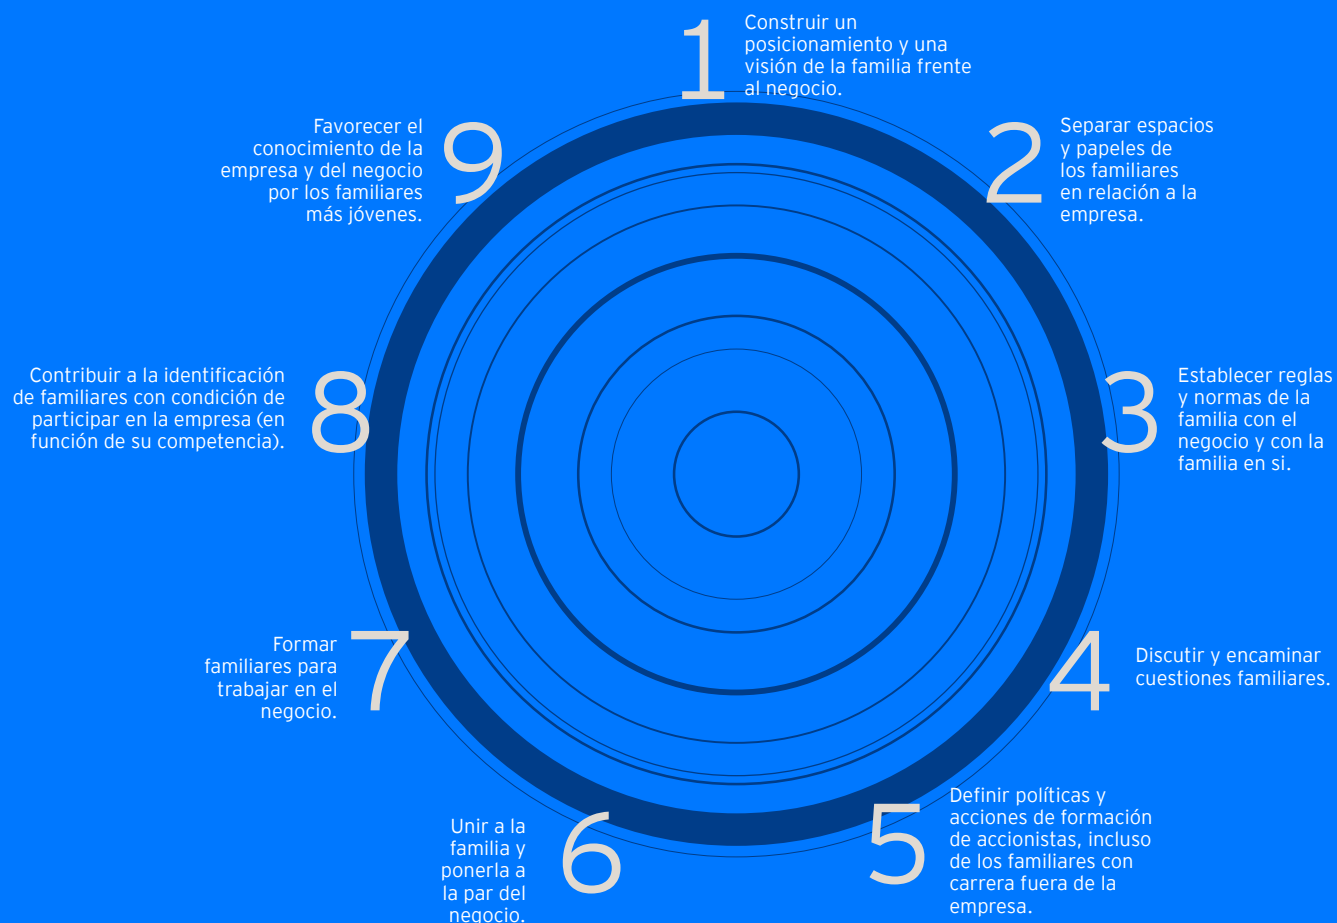 1
Construir un
posicionamiento y una
visión de la familia frente
al negocio.
2
Separar espacios
y papeles de
los familiares
en relación a la
empresa.
3
Establecer reglas
y normas de la
familia con el
negocio y con la
familia en si.
4
Discutir y encaminar
cuestiones familiares.
5
Definir políticas y
acciones de formación
de accionistas, incluso
de los familiares con
carrera fuera de la
empresa.
6
Unir a la
familia y
ponerla a
la par del
negocio.
7
Formar
familiares para
trabajar en el
negocio.
8
Contribuir a la identificación
de familiares con condición de
participar en la empresa (en
función de su competencia).
9
Favorecer el
conocimiento de la
empresa y del negocio
por los familiares
más jóvenes.